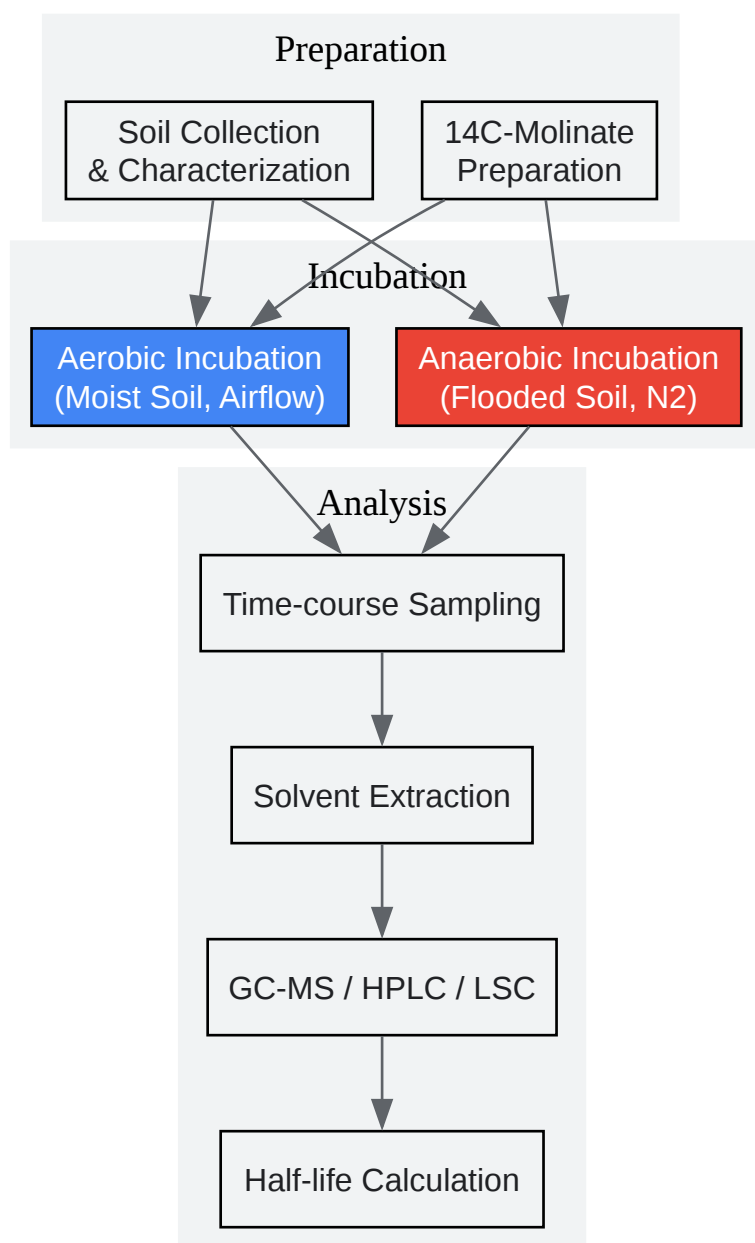 Preparation
Soil Collection
& Characterization
14C-Molinate
Preparation
Incubation
Aerobic Incubation
(Moist Soil, Airflow)
Anaerobic Incubation
(Flooded Soil, N2)
Analysis
Time-course Sampling
Solvent Extraction
GC-MS / HPLC / LSC
Half-life Calculation